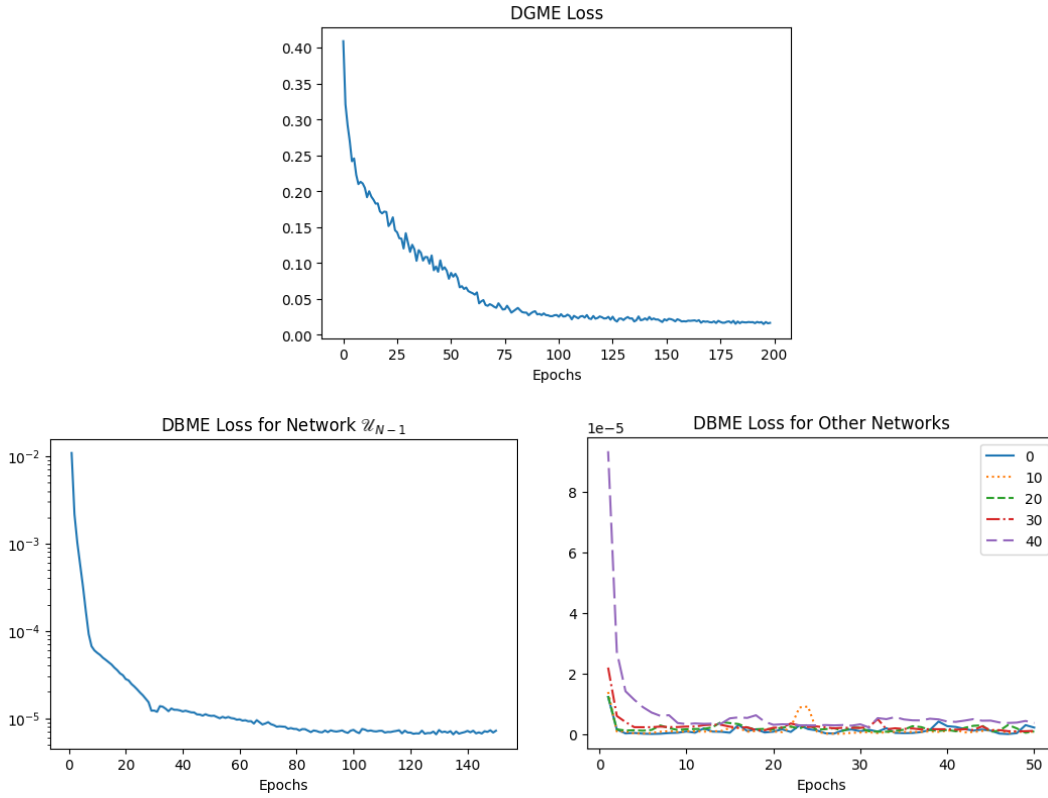 DGME Loss
0.40
0.35
0.30
0.25
0.20
0.15
0.10
0.05
0.00
0 25 50 75 100 125 150 175 200
Epochs
DBME Loss for Network 𝒰_{N−1}
10^{-2}
10^{-3}
10^{-4}
10^{-5}
0 20 40 60 80 100 120 140
Epochs
DBME Loss for Other Networks
1e−5
8
6
4
2
0
0 10 20 30 40 50
Epochs
0
10
20
30
40